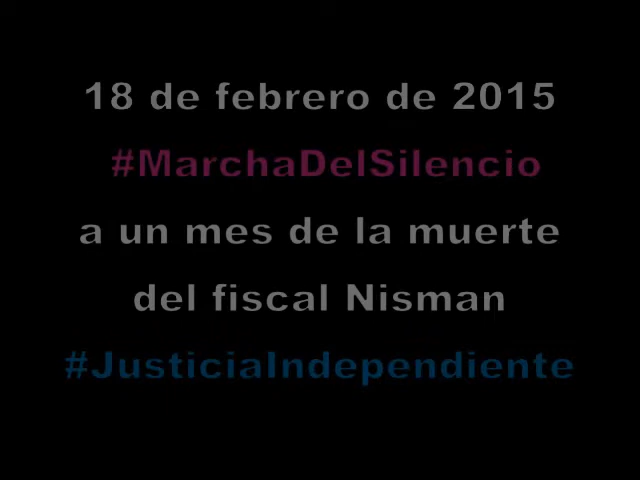 18 de febrero de 2015
#MarchaDelSilencio
a un mes de la muerte
del fiscal Nisman
#JusticiaIndependiente